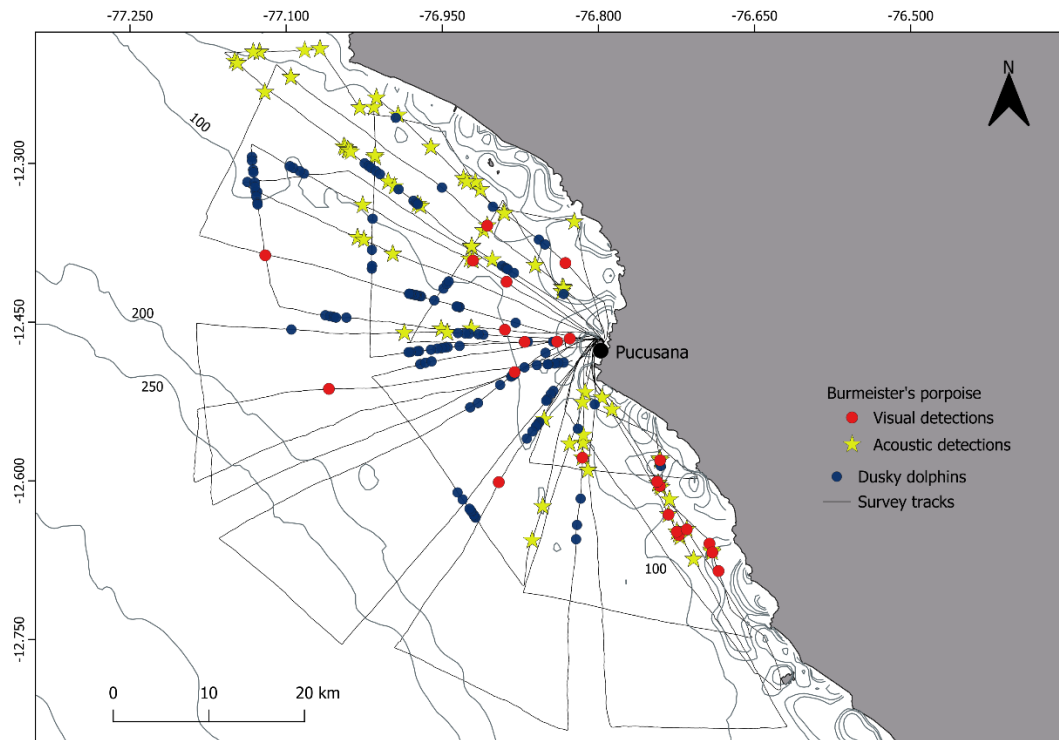 -77.250 -77.100 -76.950 -76.800 -76.650 -76.500
N
100
-12.300
200
-12.450
250
Pucusana
Burmeister's porpoise
Visual detections
Acoustic detections
Dusky dolphins
Survey tracks
-12.600
100
-12.750
0 10 20 km